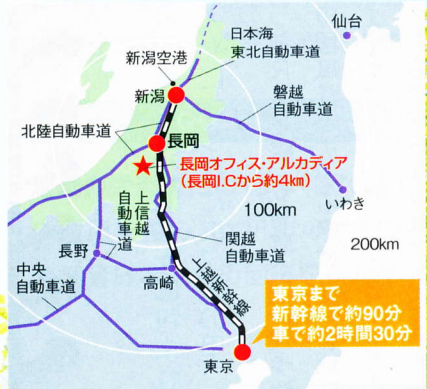 仙台
日本海
東北自動車道
新潟空港
新潟
磐越
自動車道
北陸自動車道
長岡
長岡オフィス・アルカディア
(長岡I.Cから約4km)
いわき
100km
上信越
自動車道
200km
関越
自動車道
長野
中央
自動車道
高崎
上越新幹線
東京まで
新幹線で約90分
車で約2時間30分
東京